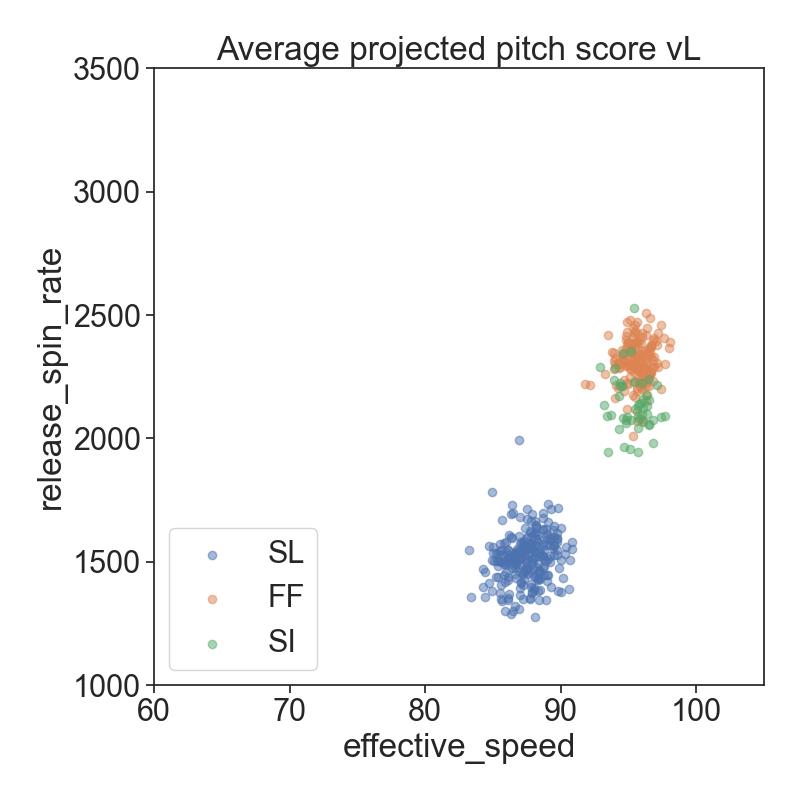 Average projected pitch score vL
3500
3000
2500
2000
1500
1000
release_spin_rate
SL
FF
SI
60
70
80
90
100
effective_speed